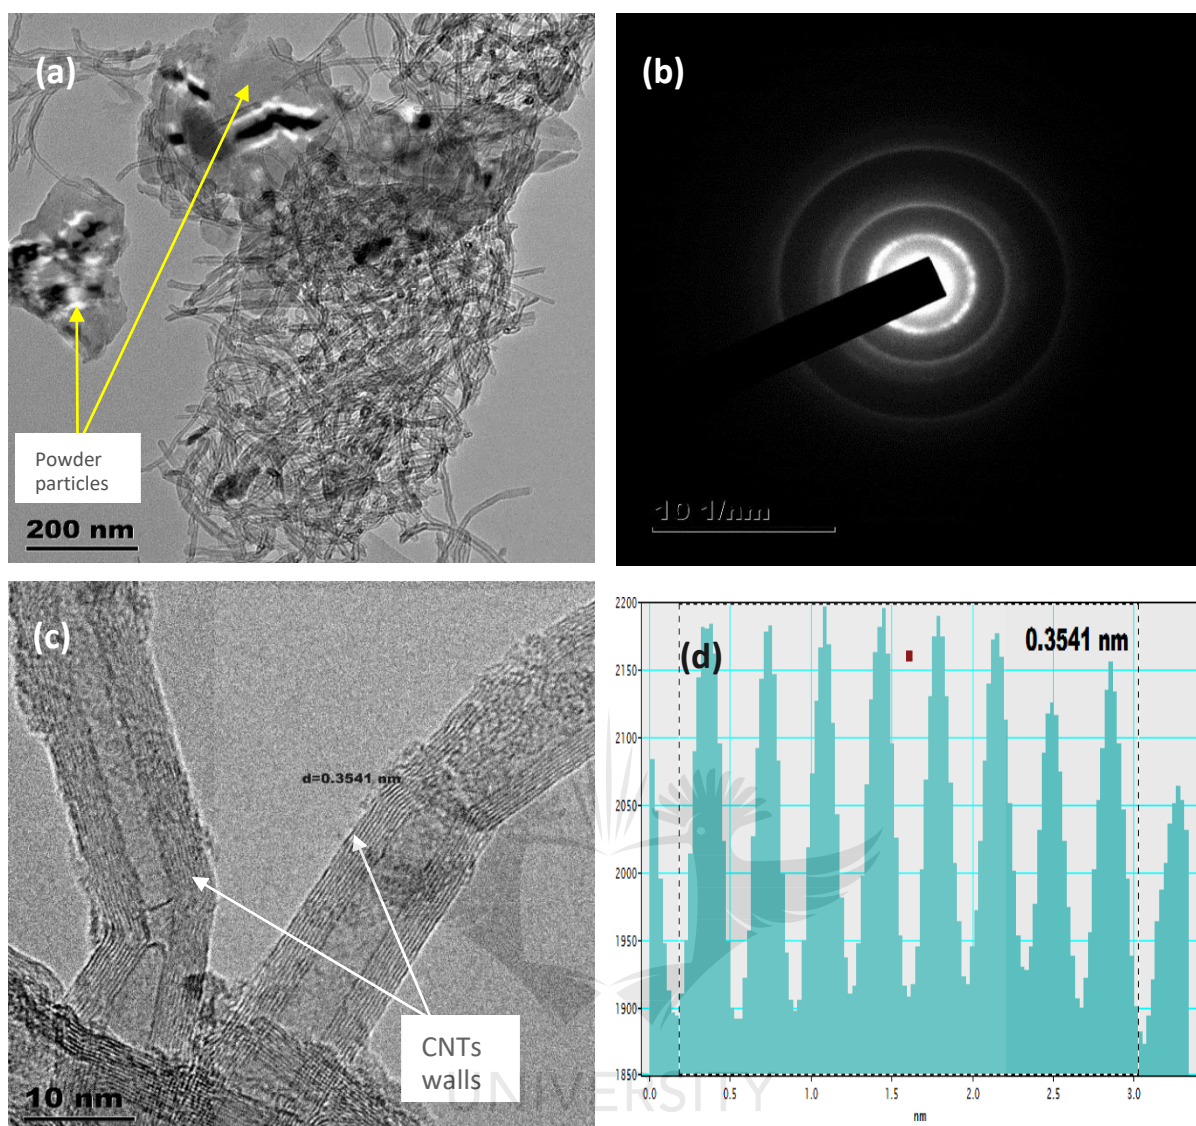 (a)
Powder
particles
200 nm
(b)
10 1/nm
(c)
d=0.3541 nm
CNTs
walls
10 nm
(d)
0.3541 nm
2200
2150
2100
2050
2000
1950
1900
1850
0.0 0.5 1.0 1.5 2.0 2.5 3.0
nm
UNIVERSITY